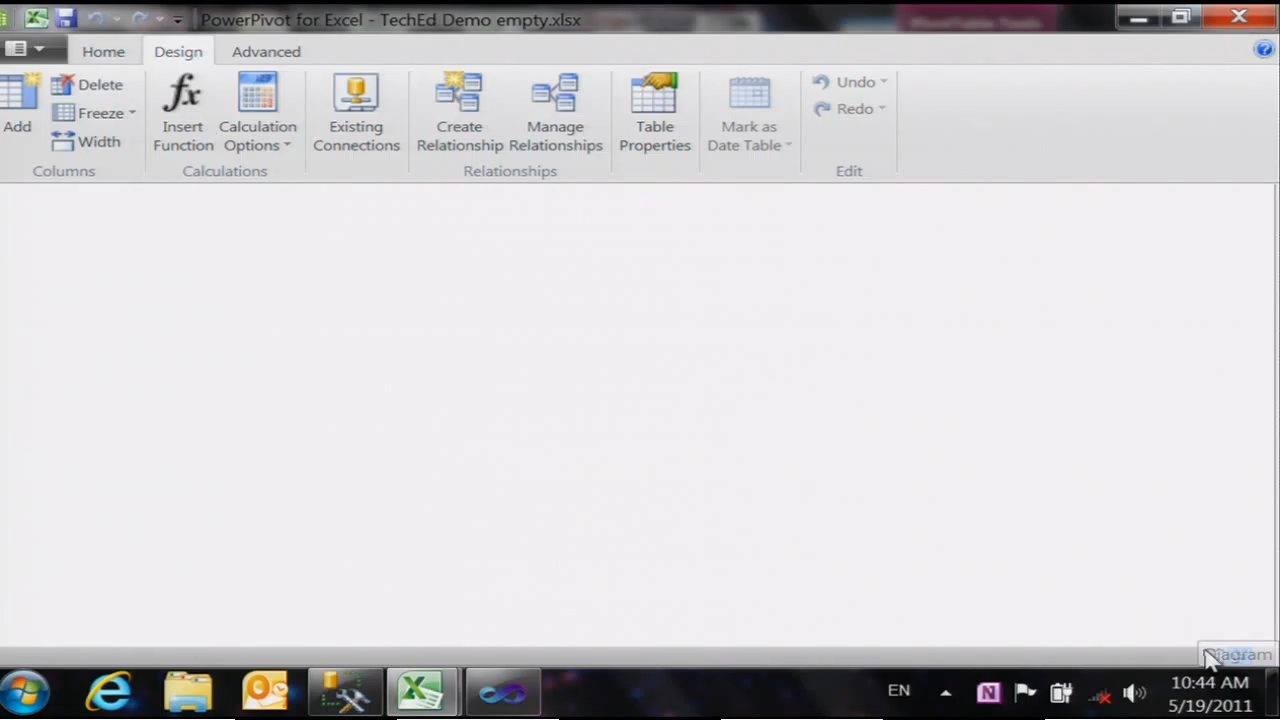 PowerPivot for Excel - TechEd Demo empty.xlsx
Home Design Advanced
Add
Delete
Freeze
Width
Columns
fx
Insert
Function
Calculation
Options
Calculations
Existing
Connections
Create
Relationship
Manage
Relationships
Relationships
Table
Properties
Mark as
Date Table
Undo
Redo
Edit
Diagram
EN
10:44 AM
5/19/2011